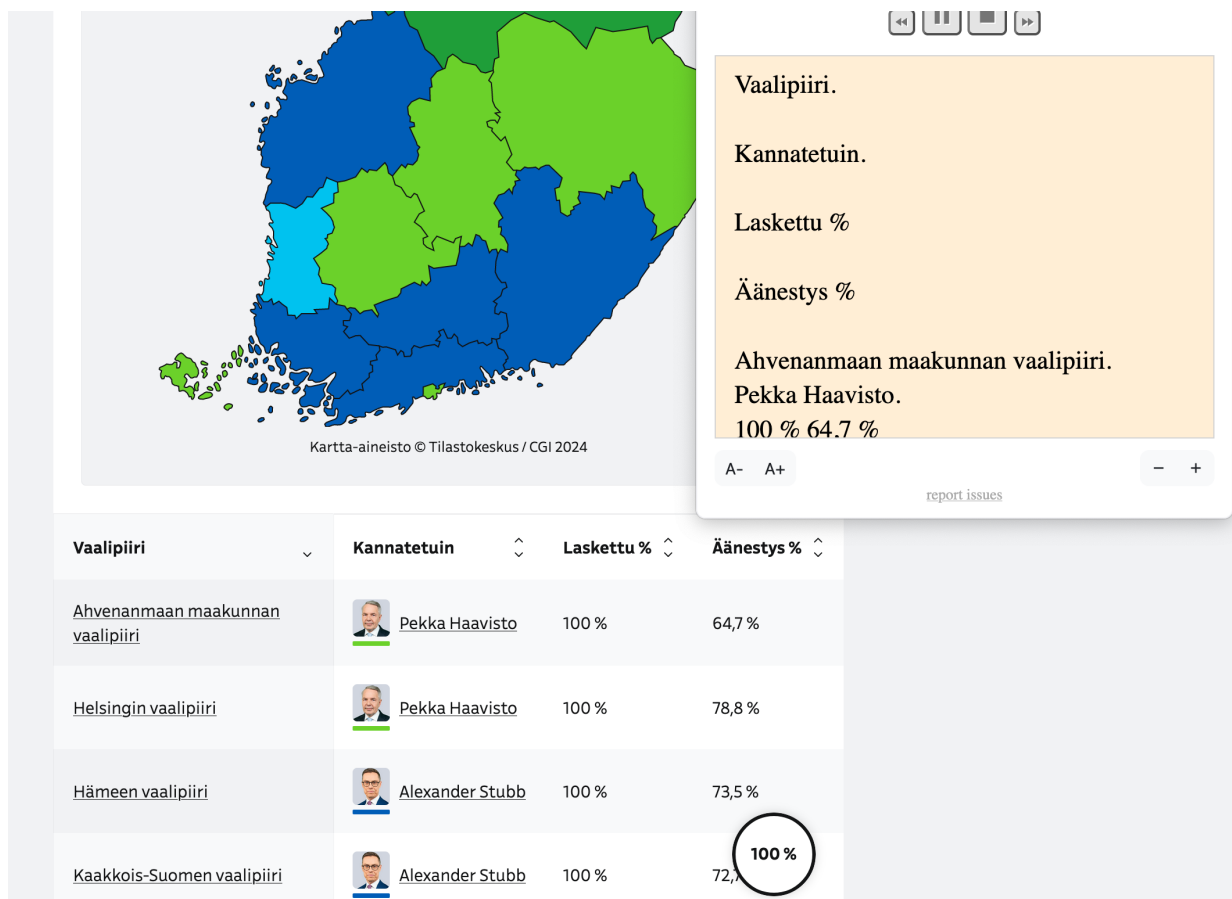 Kartta-aineisto © Tilastokeskus / CGI 2024
Vaalipiiri.
Kannatetuin.
Laskettu %
Äänestys %
Ahvenanmaan maakunnan vaalipiiri.
Pekka Haavisto.
100 % 64.7 %
A- A+ − +
report issues
Vaalipiiri Kannatetuin Laskettu % Äänestys %
Ahvenanmaan maakunnan
vaalipiiri
Pekka Haavisto 100 % 64,7 %
Helsingin vaalipiiri Pekka Haavisto 100 % 78,8 %
Hämeen vaalipiiri Alexander Stubb 100 % 73,5 %
Kaakkois-Suomen vaalipiiri Alexander Stubb 100 %
100 %